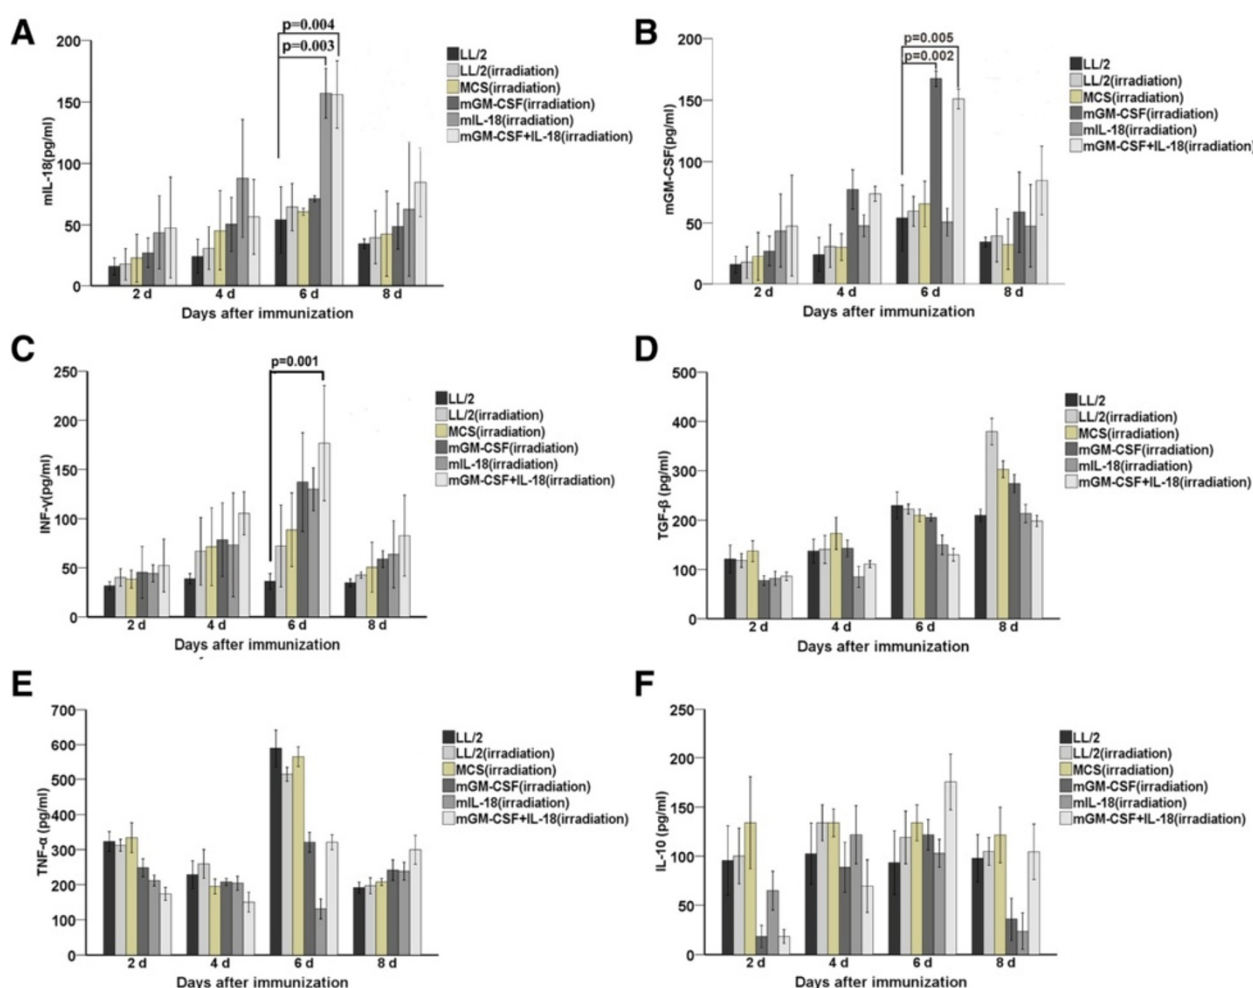 A
p=0.004
p=0.003
mIL-18(pg/ml)
200
150
100
50
0
2 d 4 d 6 d 8 d
Days after immunization
LL/2
LL/2(irradiation)
MCS(irradiation)
mGM-CSF(irradiation)
mIL-18(irradiation)
mGM-CSF+IL-18(irradiation)
B
p=0.005
p=0.002
mGM-CSF(pg/ml)
200
150
100
50
0
2 d 4 d 6 d 8 d
Days after immunization
LL/2
LL/2(irradiation)
MCS(irradiation)
mGM-CSF(irradiation)
mIL-18(irradiation)
mGM-CSF+IL-18(irradiation)
C
p=0.001
INF-γ(pg/ml)
250
200
150
100
50
0
2 d 4 d 6 d 8 d
Days after immunization
LL/2
LL/2(irradiation)
MCS(irradiation)
mGM-CSF(irradiation)
mIL-18(irradiation)
mGM-CSF+IL-18(irradiation)
D
TGF-β (pg/ml)
500
400
300
200
100
0
2 d 4 d 6 d 8 d
Days after immunization
LL/2
LL/2(irradiation)
MCS(irradiation)
mGM-CSF(irradiation)
mIL-18(irradiation)
mGM-CSF+IL-18(irradiation)
E
TNF-α (pg/ml)
700
600
500
400
300
200
100
0
2 d 4 d 6 d 8 d
Days after immunization
LL/2
LL/2(irradiation)
MCS(irradiation)
mGM-CSF(irradiation)
mIL-18(irradiation)
mGM-CSF+IL-18(irradiation)
F
IL-10 (pg/ml)
250
200
150
100
50
0
2 d 4 d 6 d 8 d
Days after immunization
LL/2
LL/2(irradiation)
MCS(irradiation)
mGM-CSF(irradiation)
mIL-18(irradiation)
mGM-CSF+IL-18(irradiation)